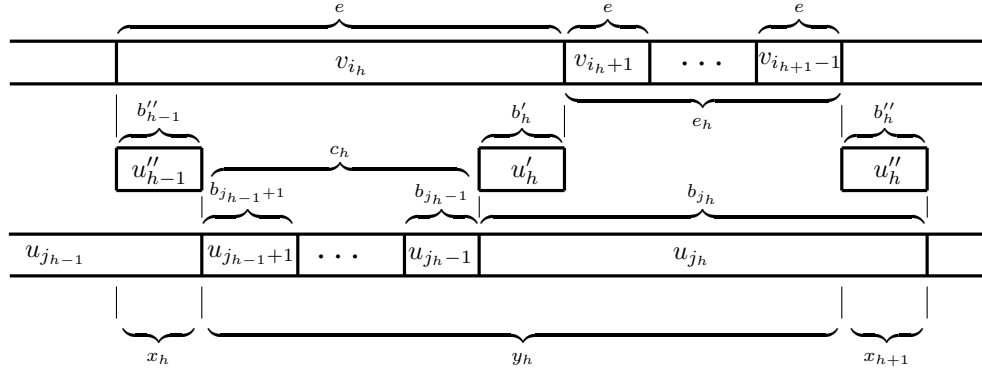 e e e
v_{i_h} v_{i_h+1} ··· v_{i_{h+1}-1}
b''_{h-1} b'_h e_h b''_h
u''_{h-1} c_h u'_h u''_h
b_{j_{h-1}+1} b_{j_h-1} b_{j_h}
u_{j_{h-1}} u_{j_{h-1}+1} ··· u_{j_h-1} u_{j_h}
x_h y_h x_{h+1}